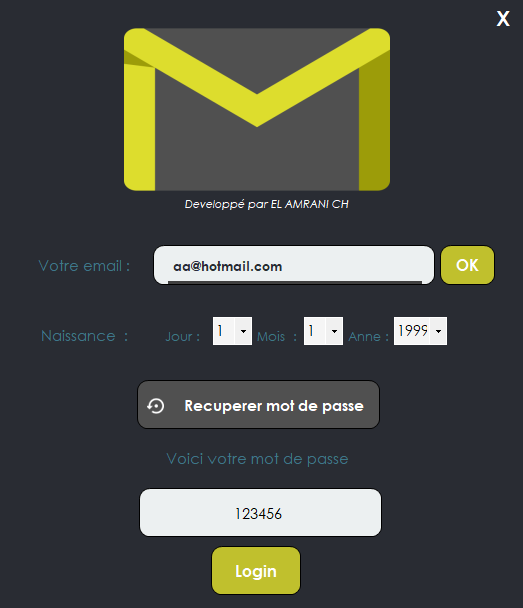 X
Developpé par EL AMRANI CH
Votre email : aa@hotmail.com OK
Naissance : Jour : 1 Mois : 1 Anne : 1999
Recuperer mot de passe
Voici votre mot de passe
123456
Login